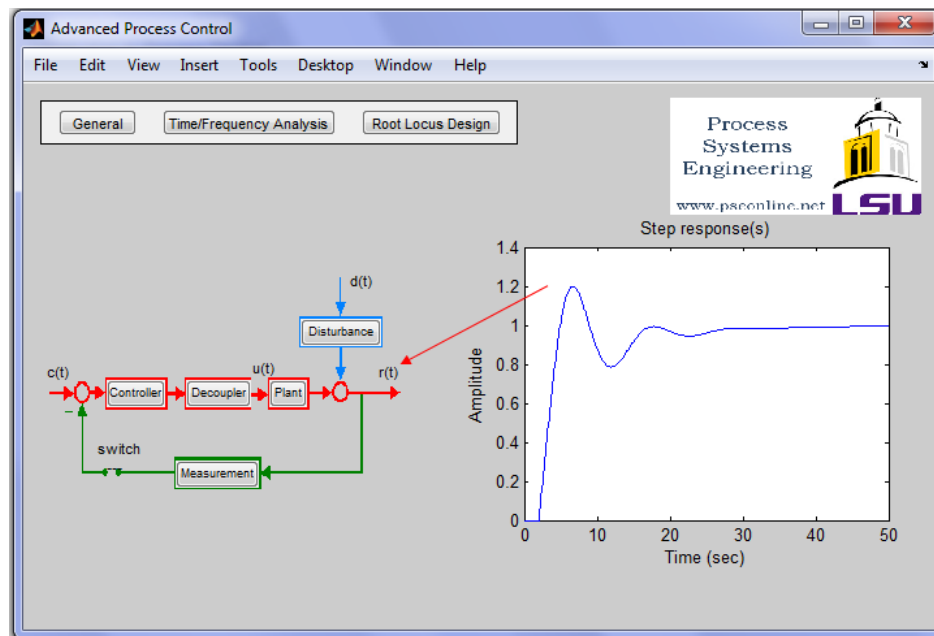 Advanced Process Control
File Edit View Insert Tools Desktop Window Help
General Time/Frequency Analysis Root Locus Design
Process
Systems
Engineering
www.pseonline.net
LSU
Step response(s)
1.4
1.2
1
0.8
0.6
0.4
0.2
0
Amplitude
0 10 20 30 40 50
Time (sec)
d(t)
Disturbance
c(t)
Controller
Decoupler
u(t)
Plant
r(t)
−
switch
Measurement